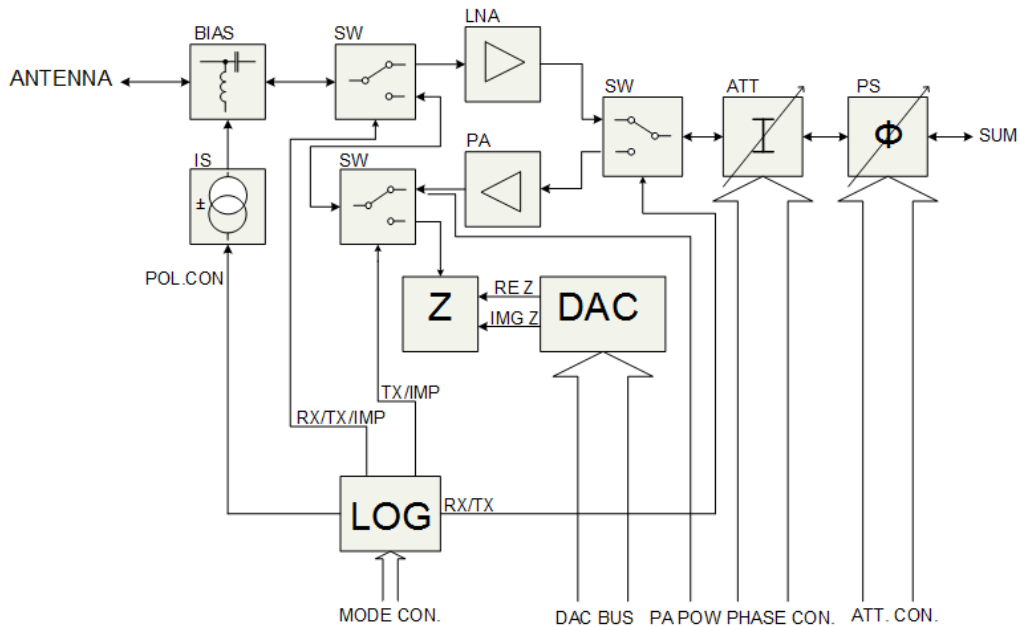 LNA
BIAS
SW
ANTENNA
SW
ATT
PS
I
Φ
SUM
PA
IS
SW
±
POL.CON
Z
RE Z
IMG Z
DAC
TX/IMP
RX/TX/IMP
LOG
RX/TX
MODE CON.
DAC BUS
PA POW
PHASE CON.
ATT. CON.